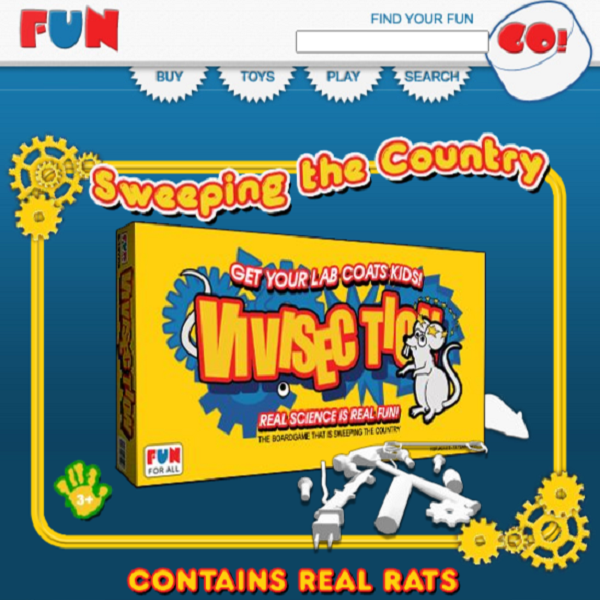 FUN
FIND YOUR FUN
GO!
BUY
TOYS
PLAY
SEARCH
Sweeping the Country
GET YOUR LAB COATS KIDS!
VIVISECTION
VIVISECTION
REAL SCIENCE IS REAL FUN!
THE BOARDGAME THAT IS SWEEPING THE COUNTRY
FUN
FOR ALL
3+
CONTAINS REAL RATS